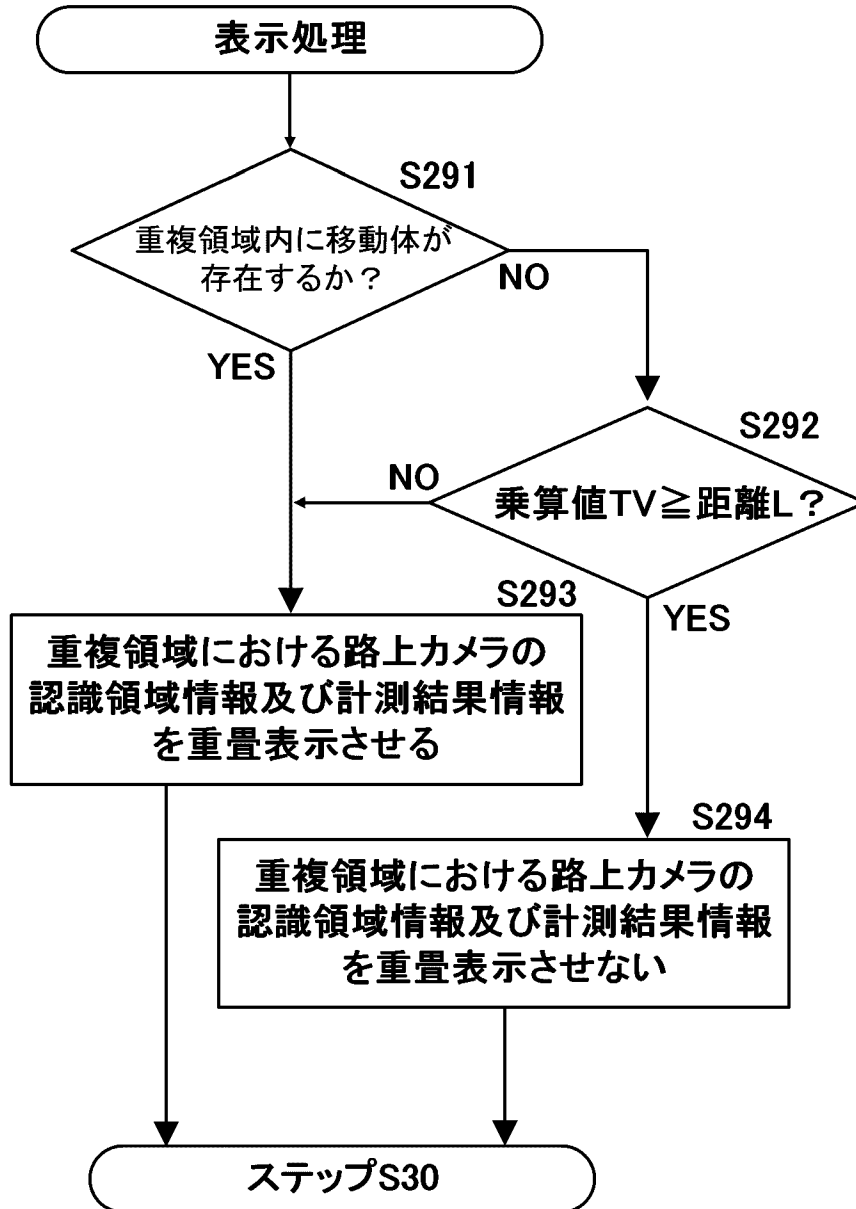 表示処理
S291
重複領域内に移動体が
存在するか？
NO
YES
S292
乗算値TV≧距離L？
NO
YES
S293
重複領域における路上カメラの
認識領域情報及び計測結果情報
を重畳表示させる
S294
重複領域における路上カメラの
認識領域情報及び計測結果情報
を重畳表示させない
ステップS30